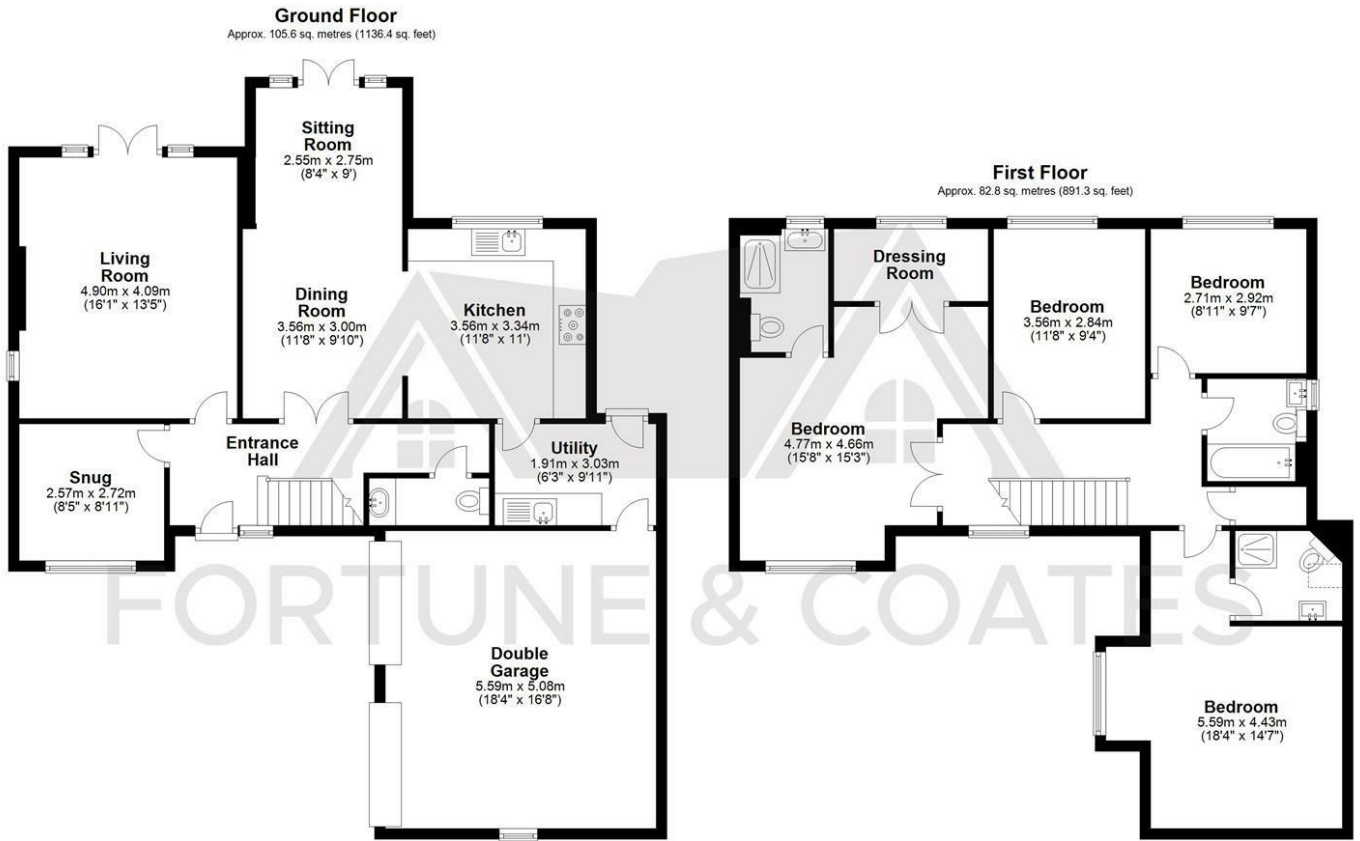 Ground Floor
Approx. 105.6 sq. metres (1136.4 sq. feet)
Sitting
Room
2.55m x 2.75m
(8'4" x 9')
Living
Room
4.90m x 4.09m
(16'1" x 13'5")
Dining
Room
3.56m x 3.00m
(11'8" x 9'10")
Kitchen
3.56m x 3.34m
(11'8" x 11')
Entrance
Hall
Utility
1.91m x 3.03m
(6'3" x 9'11")
Snug
2.57m x 2.72m
(8'5" x 8'11")
Double
Garage
5.59m x 5.08m
(18'4" x 16'8")
First Floor
Approx. 82.8 sq. metres (891.3 sq. feet)
Dressing
Room
Bedroom
3.56m x 2.84m
(11'8" x 9'4")
Bedroom
2.71m x 2.92m
(8'11" x 9'7")
Bedroom
4.77m x 4.66m
(15'8" x 15'3")
Bedroom
5.59m x 4.43m
(18'4" x 14'7")
FORTUNE & COATES